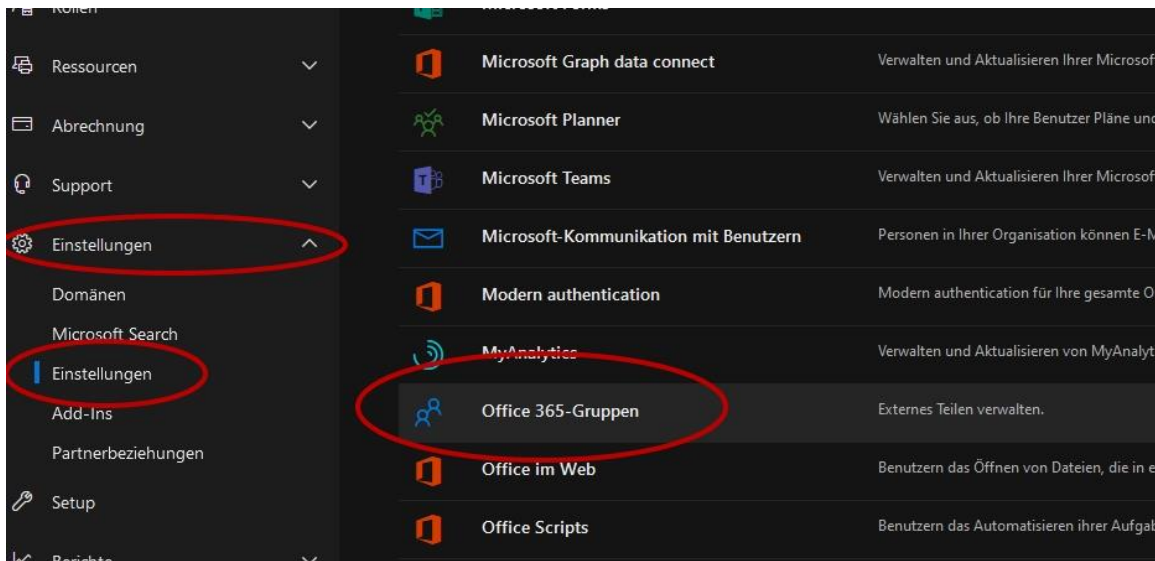 Rollen
Ressourcen
Abrechnung
Support
Einstellungen
Domänen
Microsoft Search
Einstellungen
Add-Ins
Partnerbeziehungen
Setup
Berichte
Microsoft Forms
Microsoft Graph data connect Verwalten und Aktualisieren Ihrer Microsof
Microsoft Planner Wählen Sie aus, ob Ihre Benutzer Pläne und
Microsoft Teams Verwalten und Aktualisieren Ihrer Microsof
Microsoft-Kommunikation mit Benutzern Personen in Ihrer Organisation können E-M
Modern authentication Modern authentication für Ihre gesamte O
MyAnalytics Verwalten und Aktualisieren von MyAnalyt
Office 365-Gruppen Externes Teilen verwalten.
Office im Web Benutzern das Öffnen von Dateien, die in e
Office Scripts Benutzern das Automatisieren ihrer Aufgab